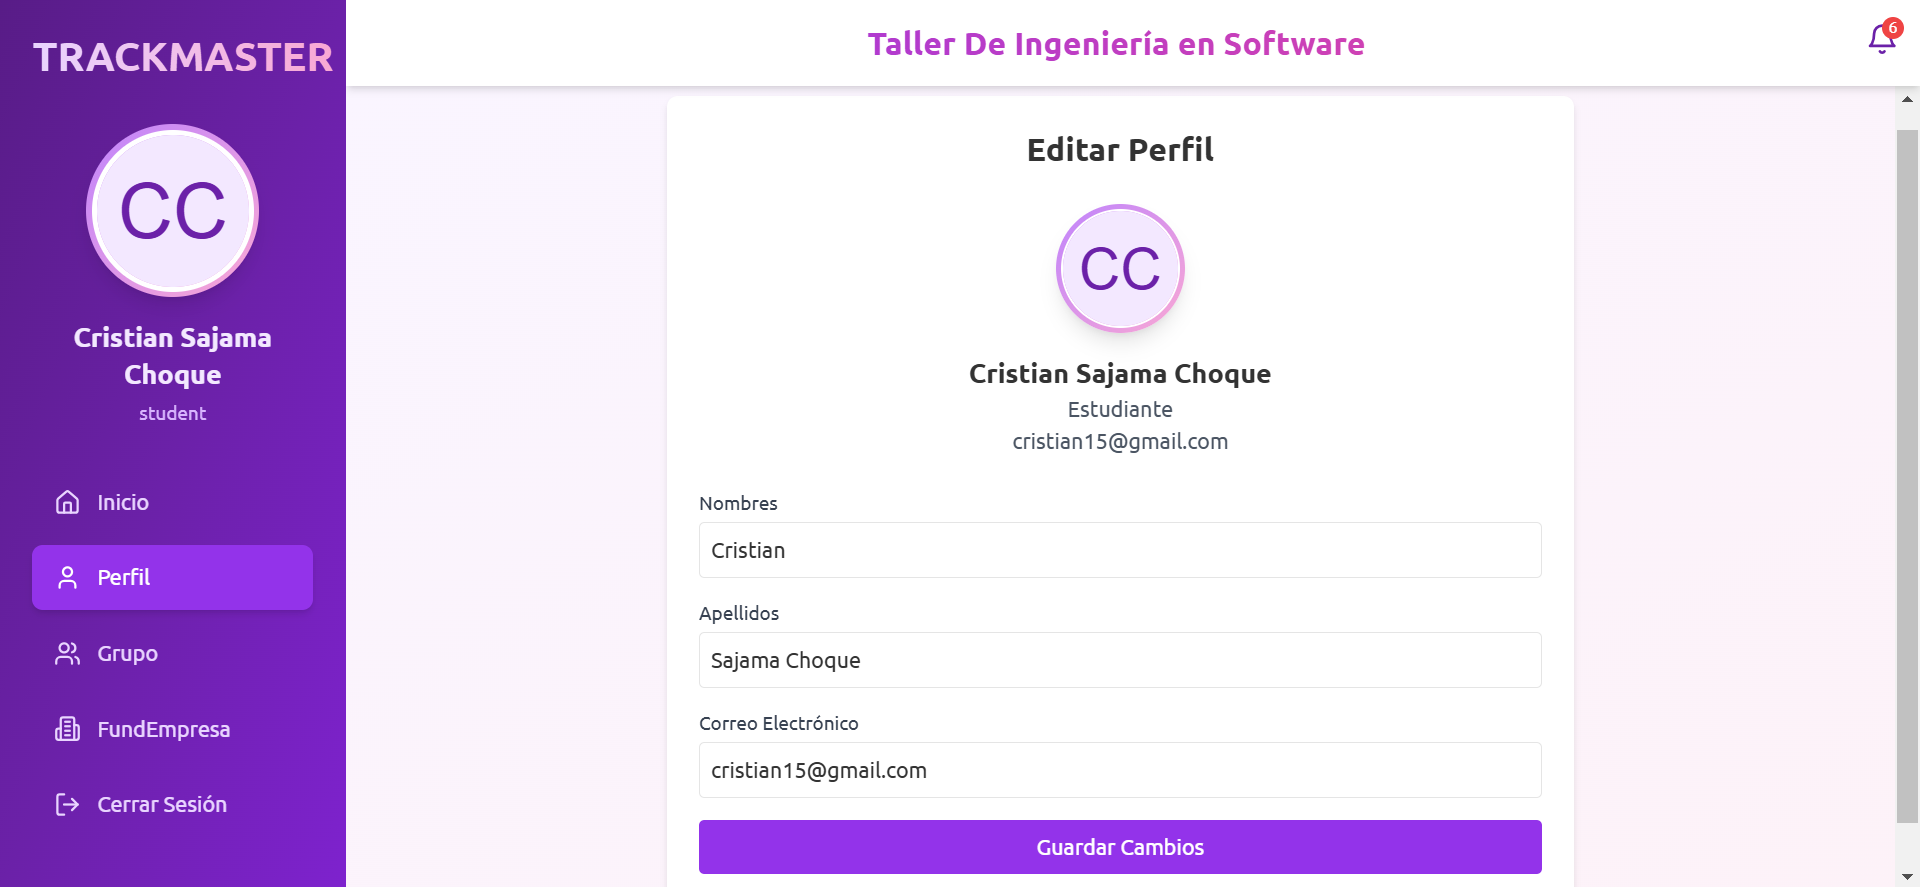 TRACKMASTER
CC
Cristian Sajama
Choque
student
Inicio
Perfil
Grupo
FundEmpresa
Cerrar Sesión
Taller De Ingeniería en Software
6
Editar Perfil
CC
Cristian Sajama Choque
Estudiante
cristian15@gmail.com
Nombres
Cristian
Apellidos
Sajama Choque
Correo Electrónico
cristian15@gmail.com
Guardar Cambios